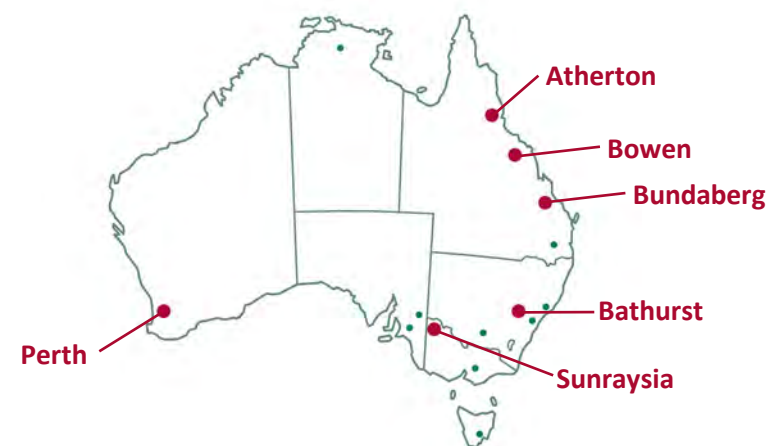 Atherton
Bowen
Bundaberg
Bathurst
Perth
Sunraysia